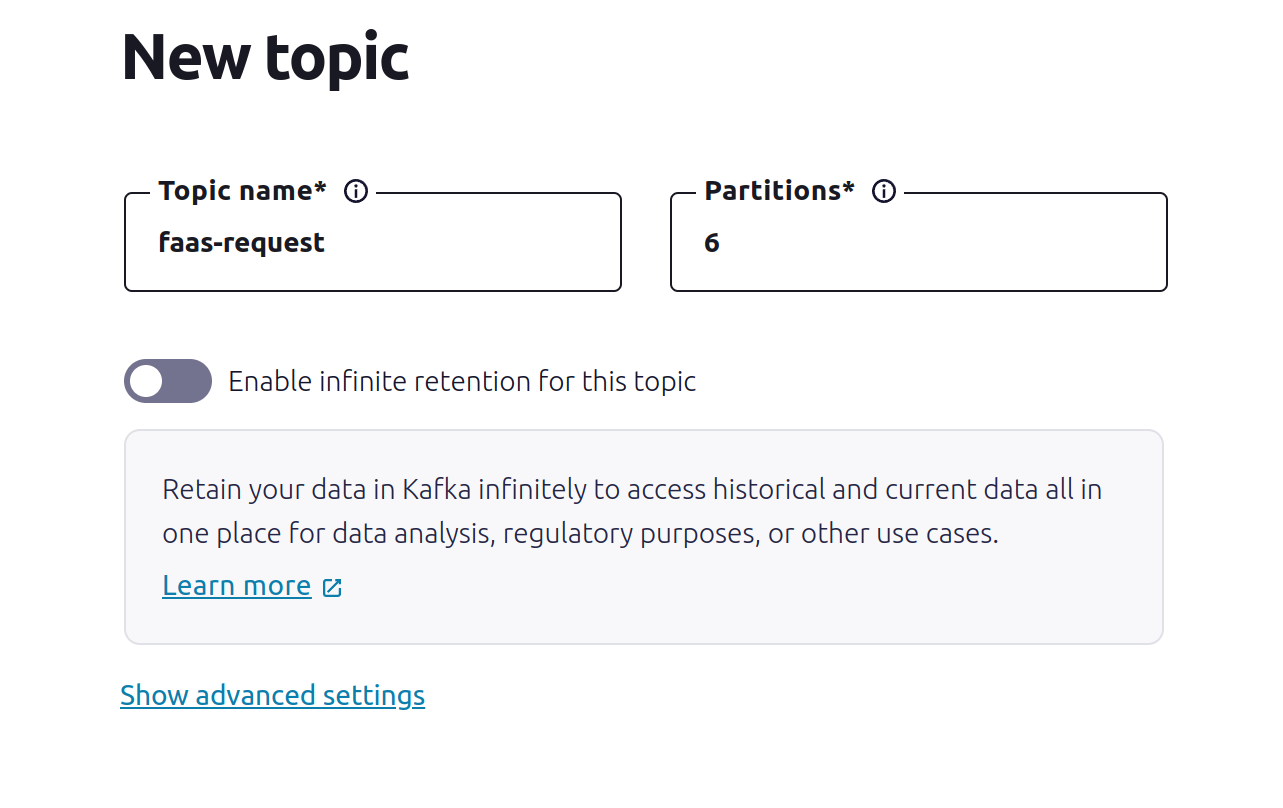 New topic
Topic name*
Partitions*
faas-request
6
Enable infinite retention for this topic
Retain your data in Kafka infinitely to access historical and current data all in
one place for data analysis, regulatory purposes, or other use cases.
Learn more
Show advanced settings